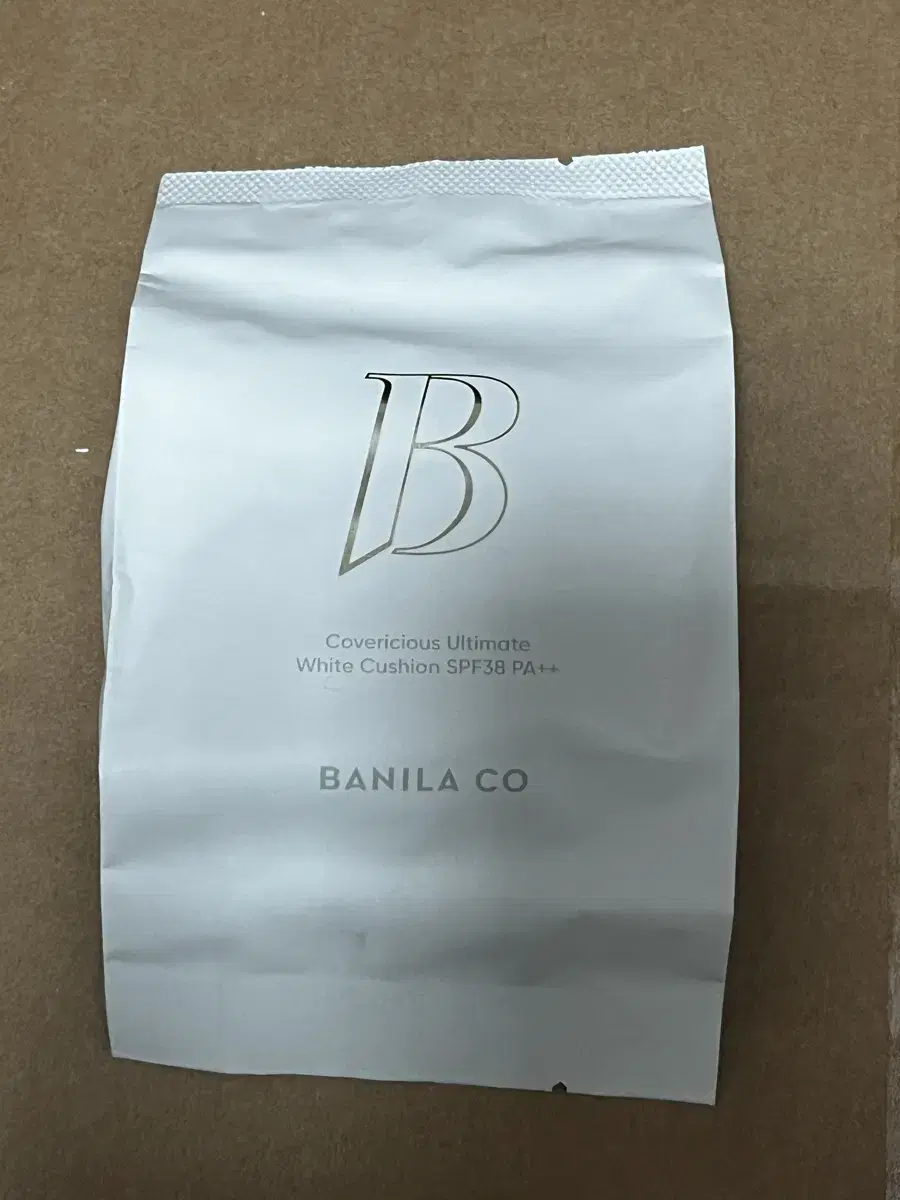 B
Covericious Ultimate
White Cushion SPF38 PA++
BANILA CO